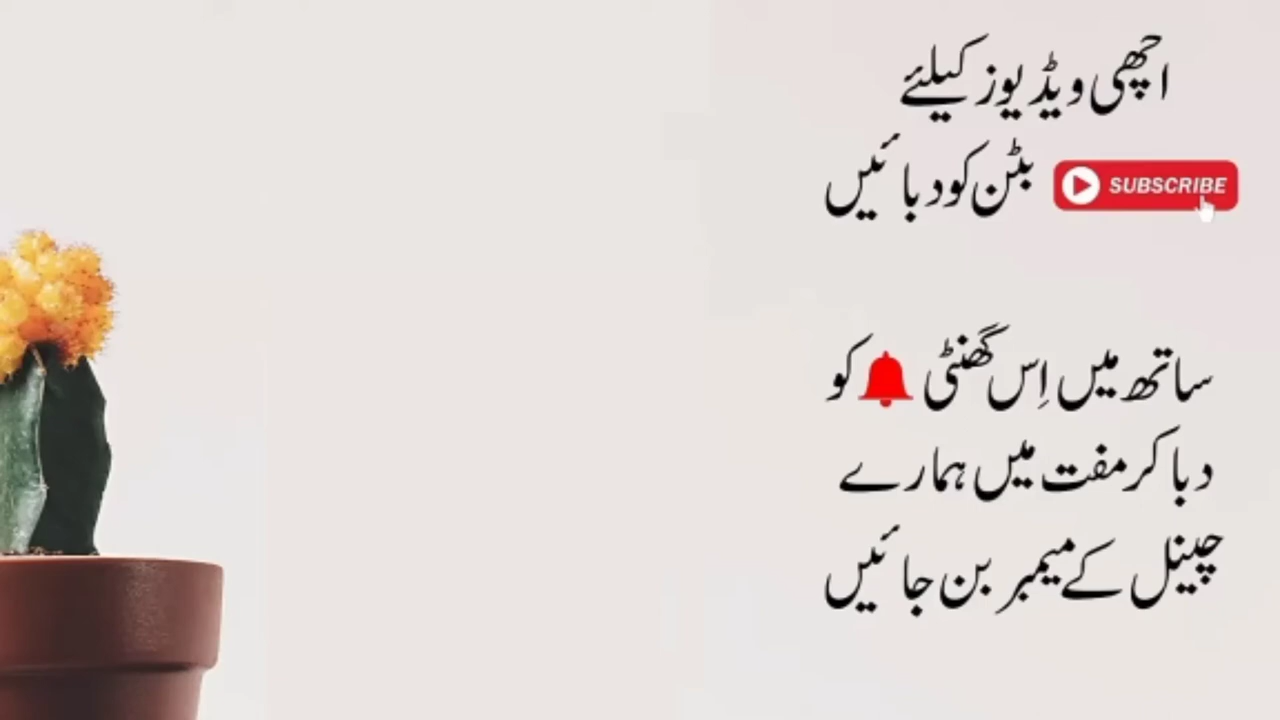 اچھی ویڈیوز کیلئے
SUBSCRIBE بٹن کو دبائیں
ساتھ میں اِس گھنٹی کو
دبا کر مفت میں ہمارے
چینل کے میمبر بن جائیں